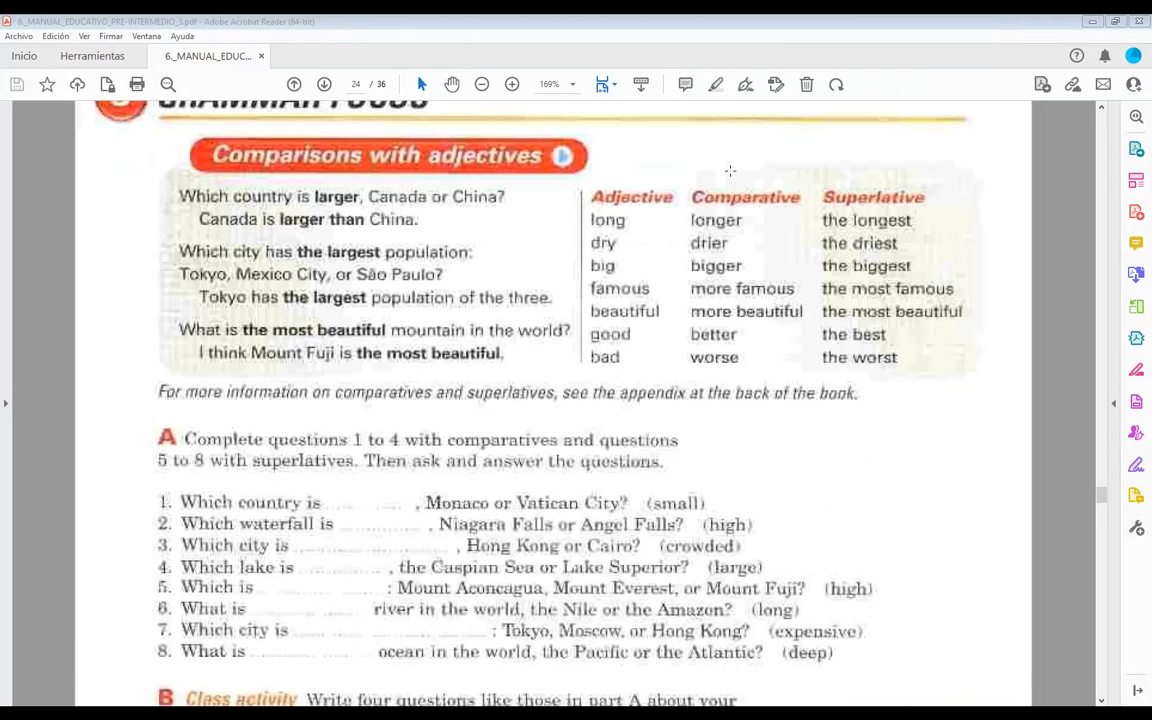 6._MANUAL_EDUCATIVO_PRE-INTERMEDIO_3.pdf - Adobe Acrobat Reader (64-bit)
Archivo Edición Ver Firmar Ventana Ayuda
Inicio Herramientas 6._MANUAL_EDUC... ×
24 / 36 169%
GRAMMAR FOCUS
Comparisons with adjectives
Which country is larger, Canada or China?
Canada is larger than China.
Which city has the largest population:
Tokyo, Mexico City, or São Paulo?
Tokyo has the largest population of the three.
What is the most beautiful mountain in the world?
I think Mount Fuji is the most beautiful.
Adjective Comparative Superlative
long longer the longest
dry drier the driest
big bigger the biggest
famous more famous the most famous
beautiful more beautiful the most beautiful
good better the best
bad worse the worst
For more information on comparatives and superlatives, see the appendix at the back of the book.
A Complete questions 1 to 4 with comparatives and questions
5 to 8 with superlatives. Then ask and answer the questions.
1. Which country is ............ , Monaco or Vatican City? (small)
2. Which waterfall is ............ , Niagara Falls or Angel Falls? (high)
3. Which city is ............ , Hong Kong or Cairo? (crowded)
4. Which lake is ............ , the Caspian Sea or Lake Superior? (large)
5. Which is ............ : Mount Aconcagua, Mount Everest, or Mount Fuji? (high)
6. What is ............ river in the world, the Nile or the Amazon? (long)
7. Which city is ............ : Tokyo, Moscow, or Hong Kong? (expensive)
8. What is ............ ocean in the world, the Pacific or the Atlantic? (deep)
B Class activity Write four questions like those in part A about your